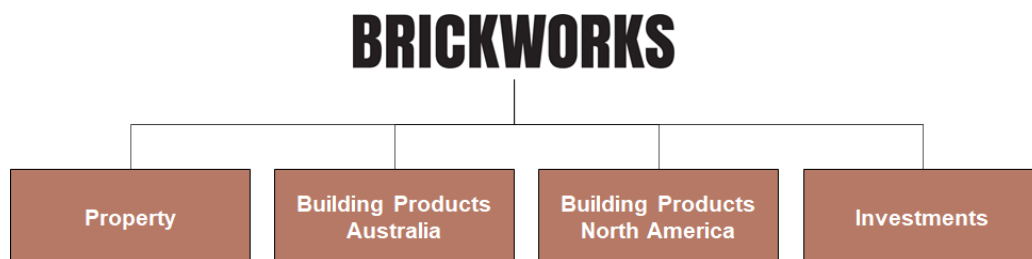 BRICKWORKS
Property
Building Products
Australia
Building Products
North America
Investments